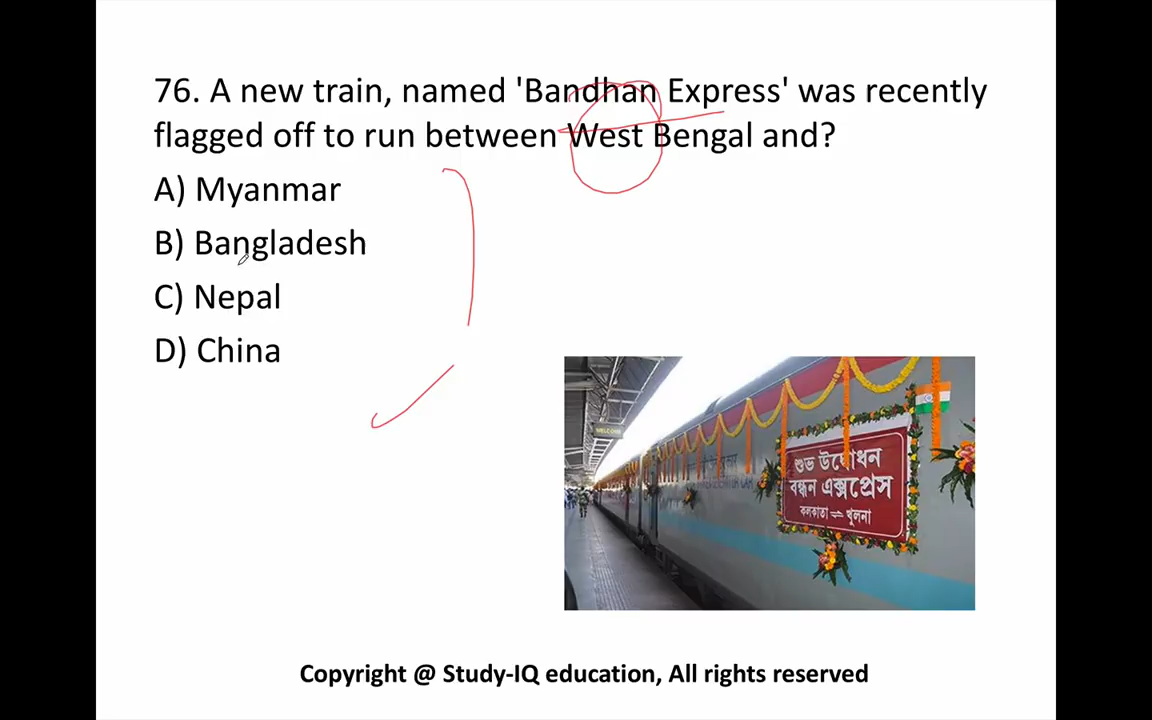 76. A new train, named 'Bandhan Express' was recently
flagged off to run between West Bengal and?
A) Myanmar
B) Bangladesh
C) Nepal
D) China
WELCOME
শুভ উদ্বোধন
বন্ধন এক্সপ্রেস
কলকাতা ⇌ খুলনা
Copyright @ Study-IQ education, All rights reserved